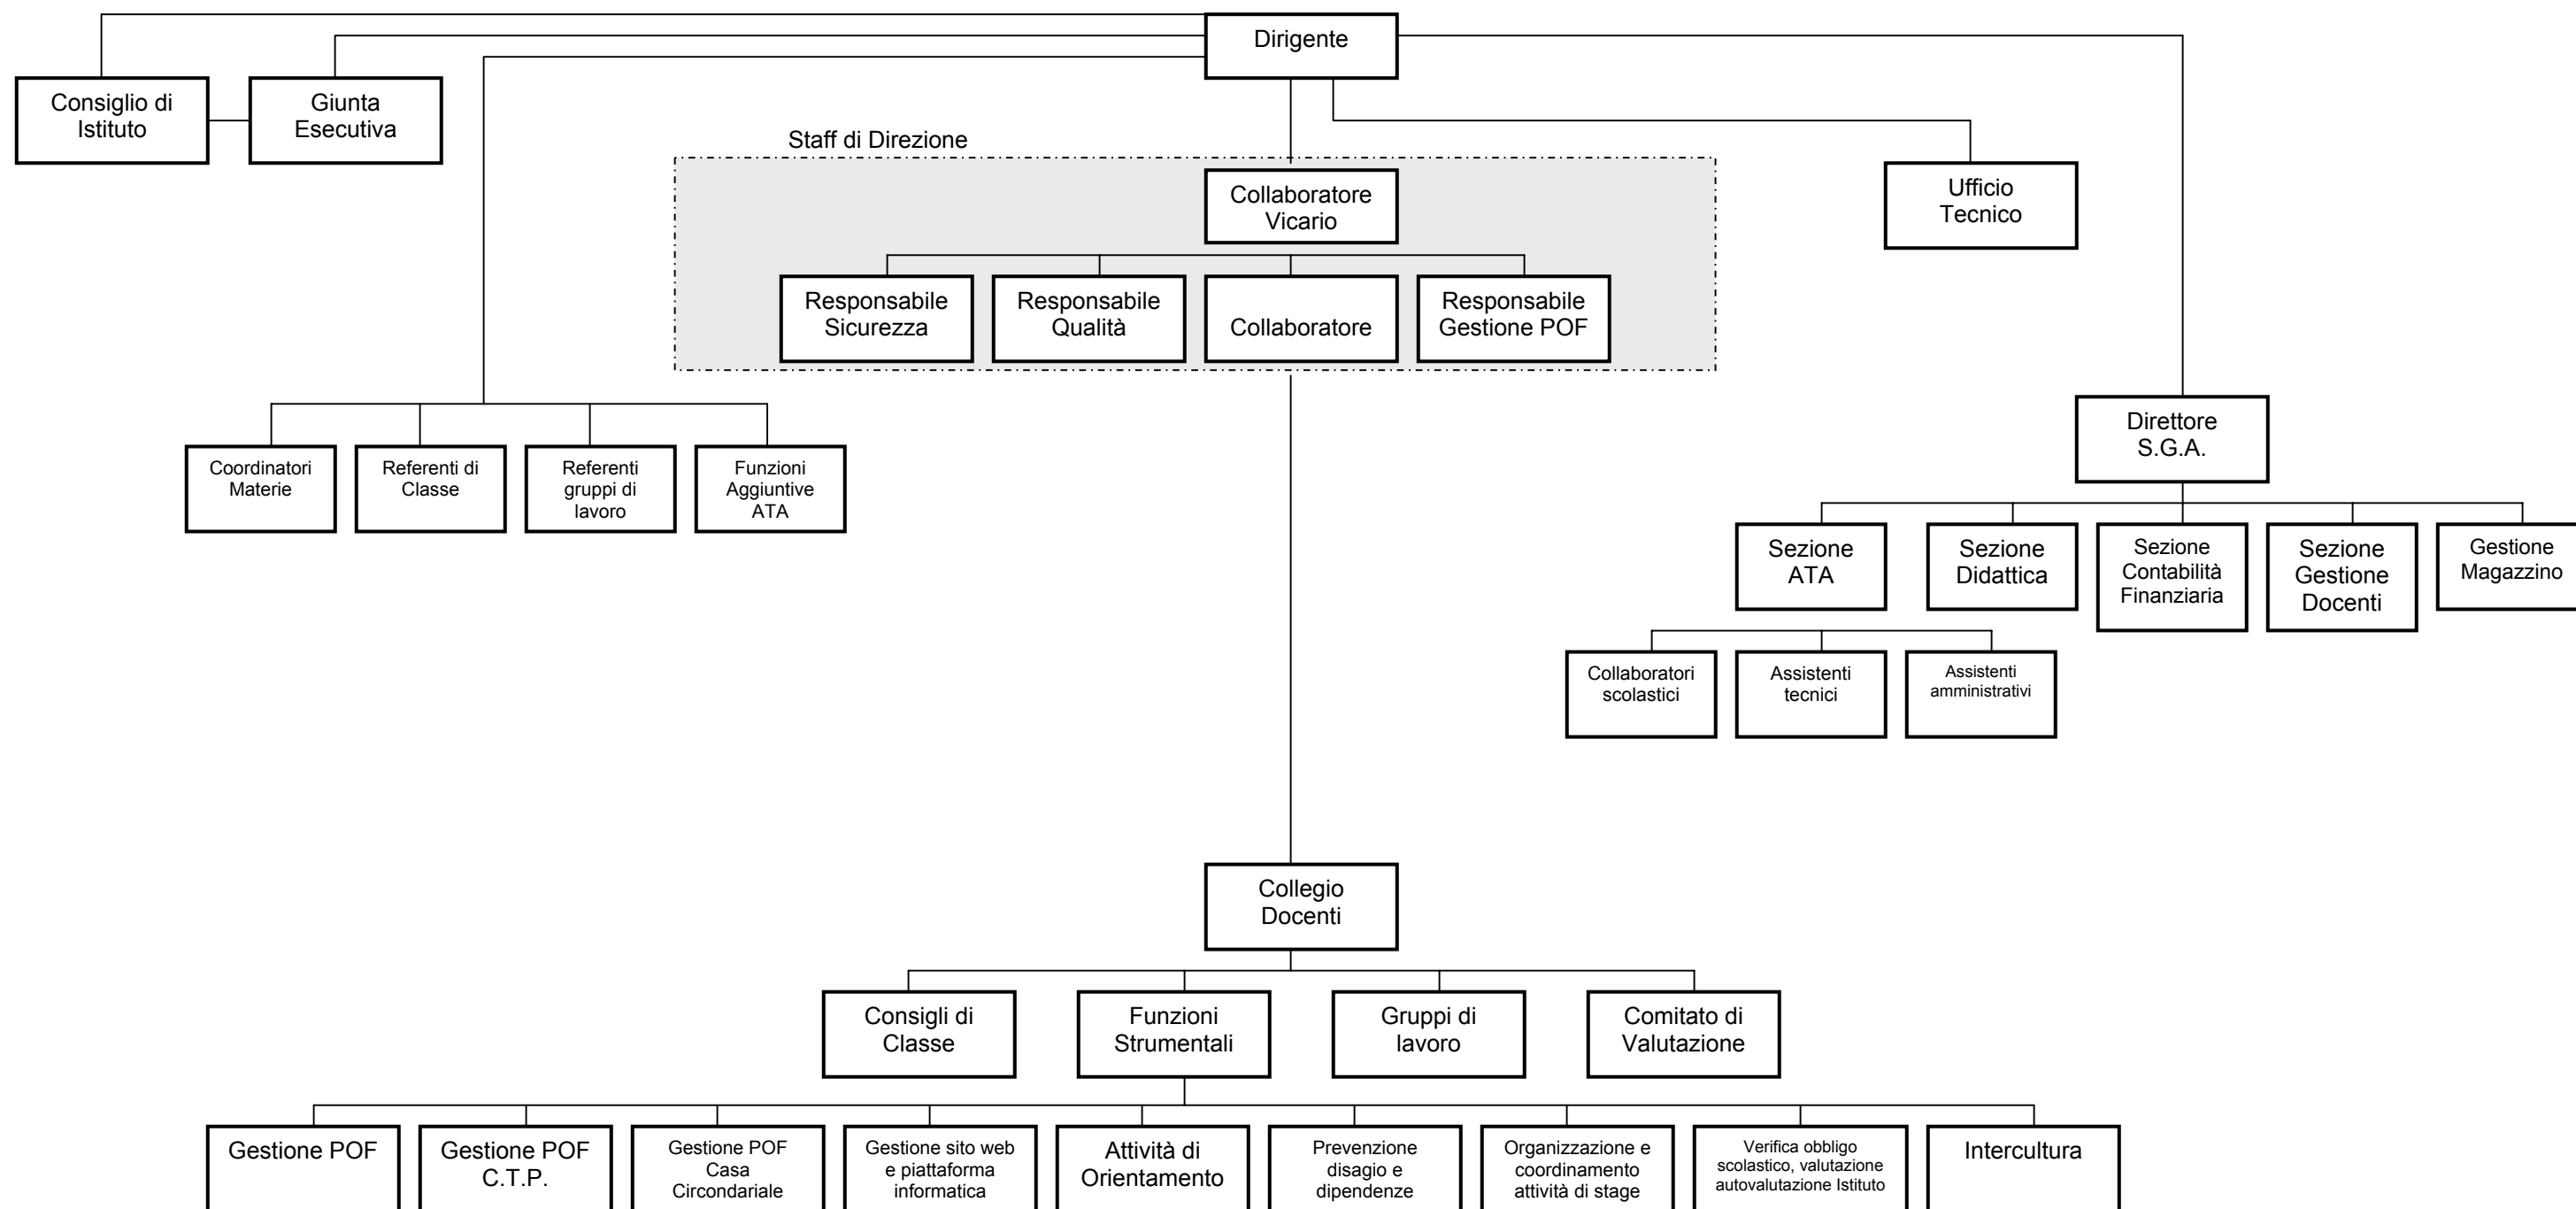 Dirigente
Consiglio di
Istituto
Giunta
Esecutiva
Staff di Direzione
Collaboratore
Vicario
Ufficio
Tecnico
Responsabile
Sicurezza
Responsabile
Qualità
Collaboratore
Responsabile
Gestione POF
Direttore
S.G.A.
Coordinatori
Materie
Referenti di
Classe
Referenti
gruppi di
lavoro
Funzioni
Aggiuntive
ATA
Sezione
ATA
Sezione
Didattica
Sezione
Contabilità
Finanziaria
Sezione
Gestione
Docenti
Gestione
Magazzino
Collaboratori
scolastici
Assistenti
tecnici
Assistenti
amministrativi
Collegio
Docenti
Consigli di
Classe
Funzioni
Strumentali
Gruppi di
lavoro
Comitato di
Valutazione
Gestione POF
Gestione POF
C.T.P.
Gestione POF
Casa
Circondariale
Gestione sito web
e piattaforma
informatica
Attività di
Orientamento
Prevenzione
disagio e
dipendenze
Organizzazione e
coordinamento
attività di stage
Verifica obbligo
scolastico, valutazione
autovalutazione Istituto
Intercultura